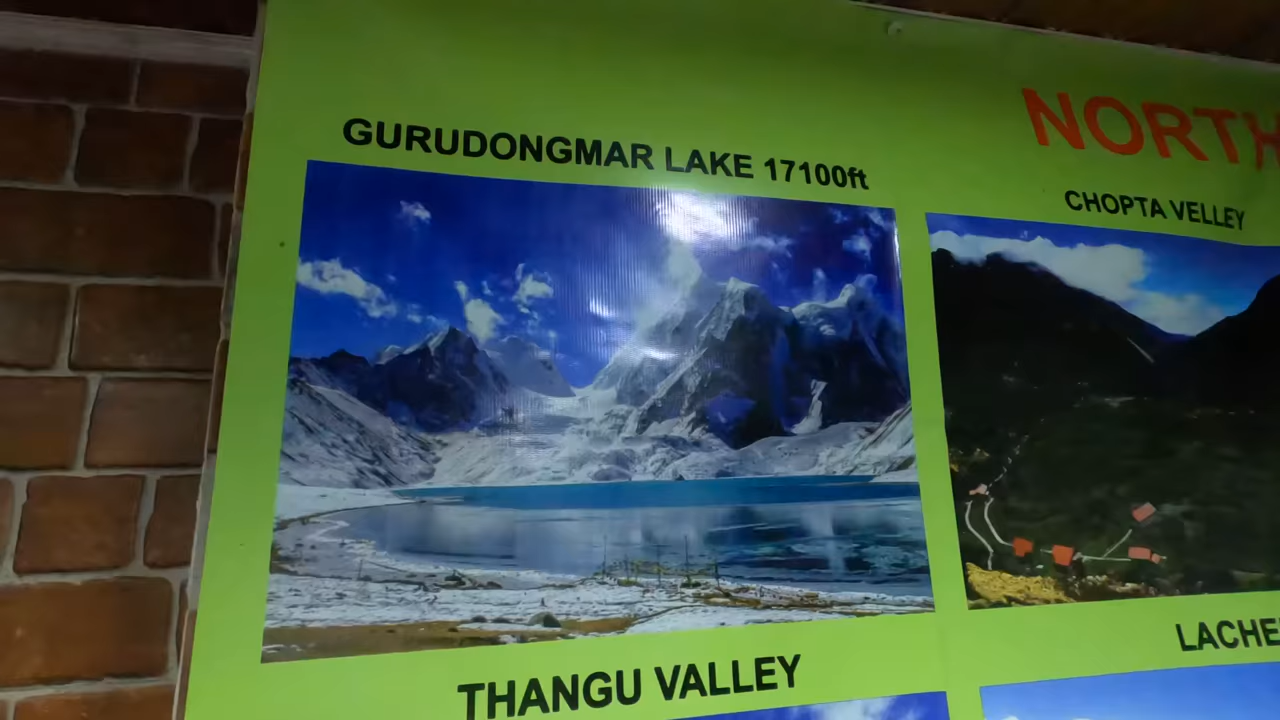 NORTH
GURUDONGMAR LAKE 17100ft
CHOPTA VELLEY
THANGU VALLEY
LACHE